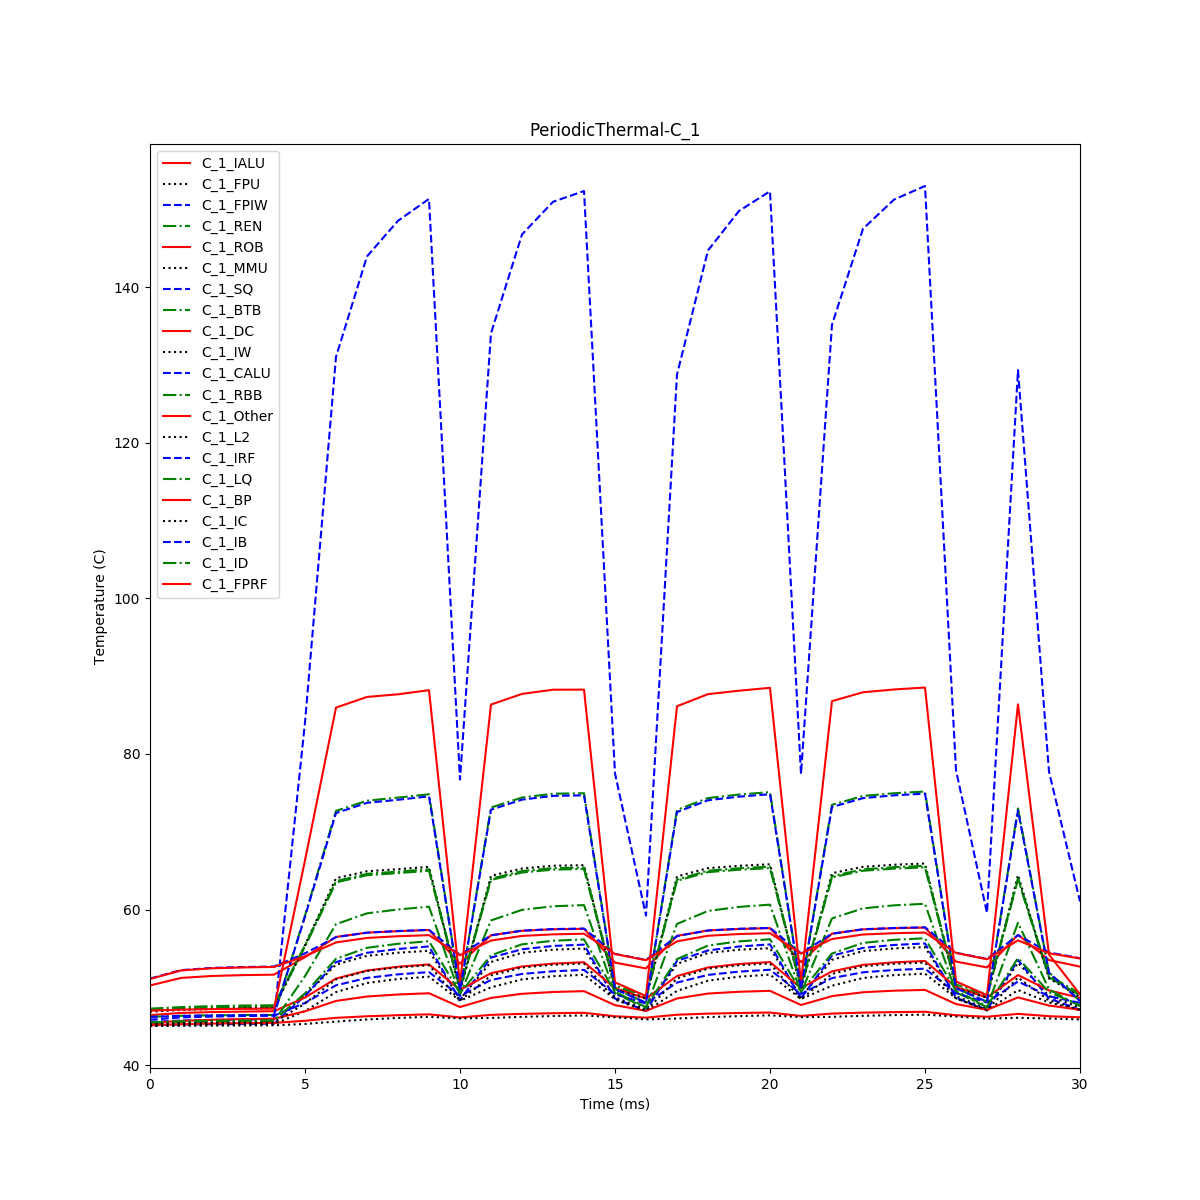 PeriodicThermal-C_1
C_1_IALU
C_1_FPU
C_1_FPIW
C_1_REN
C_1_ROB
C_1_MMU
C_1_SQ
C_1_BTB
C_1_DC
C_1_IW
C_1_CALU
C_1_RBB
C_1_Other
C_1_L2
C_1_IRF
C_1_LQ
C_1_BP
C_1_IC
C_1_IB
C_1_ID
C_1_FPRF
Temperature (C)
140
120
100
80
60
40
0 5 10 15 20 25 30
Time (ms)